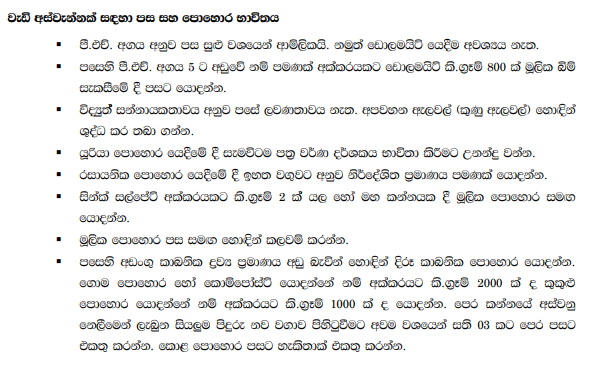 වැඩි අස්වැන්නක් සඳහා පස සහ පොහොර භාවිතය
▪ පී.එච්. අගය අනුව පස සුළු වශයෙන් ආම්ලිකයි. නමුත් ඩොලමයිට් යෙදීම අවශ්‍යය නැත.
▪ පසෙහි පී.එච්. අගය 5 ට අඩුවේ නම් පමණක් අක්කරයකට ඩොලමයිට් කි.ග්‍රෑම් 800 ක් මූලික බිම්
සැකසීමේ දී පසට යොදන්න.
▪ විද්‍යුත් සන්නායකතාවය අනුව පසේ ලවණතාවය නැත. අපවහන ඇලවල් (කුණු ඇලවල්) හොඳින්
ශුද්ධ කර තබා ගන්න.
▪ යූරියා පොහොර යෙදීමේ දී සැමවිටම පත්‍ර වර්ණ දර්ශකය භාවිතා කිරීමට උනන්දු වන්න.
▪ රසායනික පොහොර යෙදීමේ දී ඉහත වගුවට අනුව නිර්දේශිත ප්‍රමාණය පමණක් යොදන්න.
▪ සින්ක් සල්පේට් අක්කරයකට කි.ග්‍රෑම් 2 ක් යල හෝ මහ කන්නයක දී මූලික පොහොර සමඟ
යොදන්න.
▪ මූලික පොහොර පස සමඟ හොඳින් කලවම් කරන්න.
▪ පසෙහි අඩංගු කාබනික ද්‍රව්‍ය ප්‍රමාණය අඩු බැවින් හොඳින් දිරූ කාබනික පොහොර යොදන්න.
ගොම පොහොර හෝ කොම්පෝස්ට් යොදන්නේ නම් අක්කරයට කි.ග්‍රෑම් 2000 ක් ද කුකුළු
පොහොර යොදන්නේ නම් අක්කරයට කි.ග්‍රෑම් 1000 ක් ද යොදන්න. පෙර කන්නයේ අස්වනු
නෙලීමෙන් ලැබුන සියලුම පිදුරු නව වගාව පිහිටුවීමට අවම වශයෙන් සති 03 කට පෙර පසට
එකතු කරන්න. කොළ පොහොර පසට හැකිතාක් එකතු කරන්න.